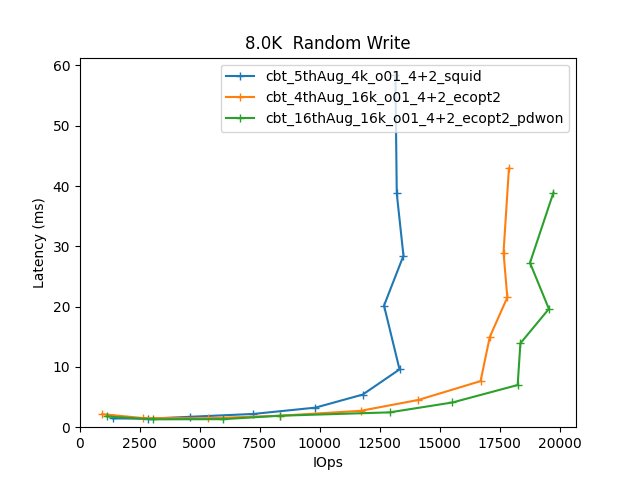 8.0K  Random Write
cbt_5thAug_4k_o01_4+2_squid
cbt_4thAug_16k_o01_4+2_ecopt2
cbt_16thAug_16k_o01_4+2_ecopt2_pdwon
Latency (ms)
60
50
40
30
20
10
0
0 2500 5000 7500 10000 12500 15000 17500 20000
IOps